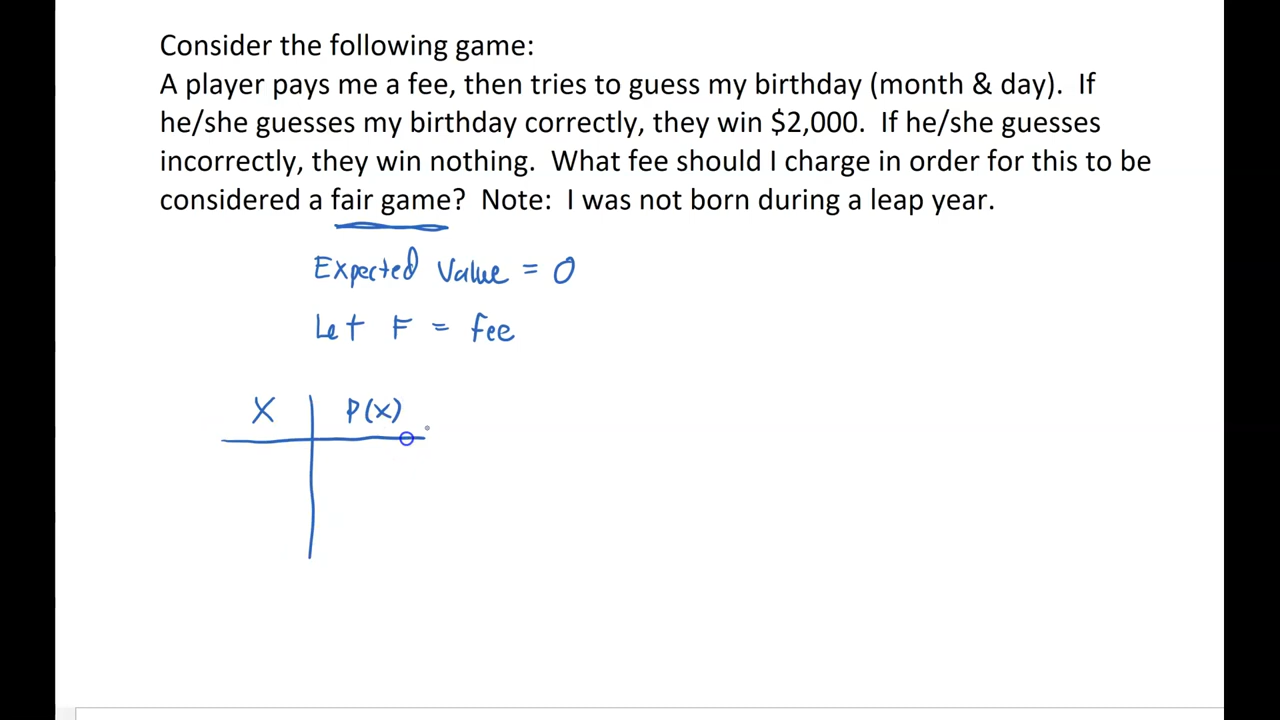 Consider the following game:
A player pays me a fee, then tries to guess my birthday (month & day). If
he/she guesses my birthday correctly, they win $2,000. If he/she guesses
incorrectly, they win nothing. What fee should I charge in order for this to be
considered a fair game? Note: I was not born during a leap year.
Expected Value = 0
Let F = fee
X P(X)